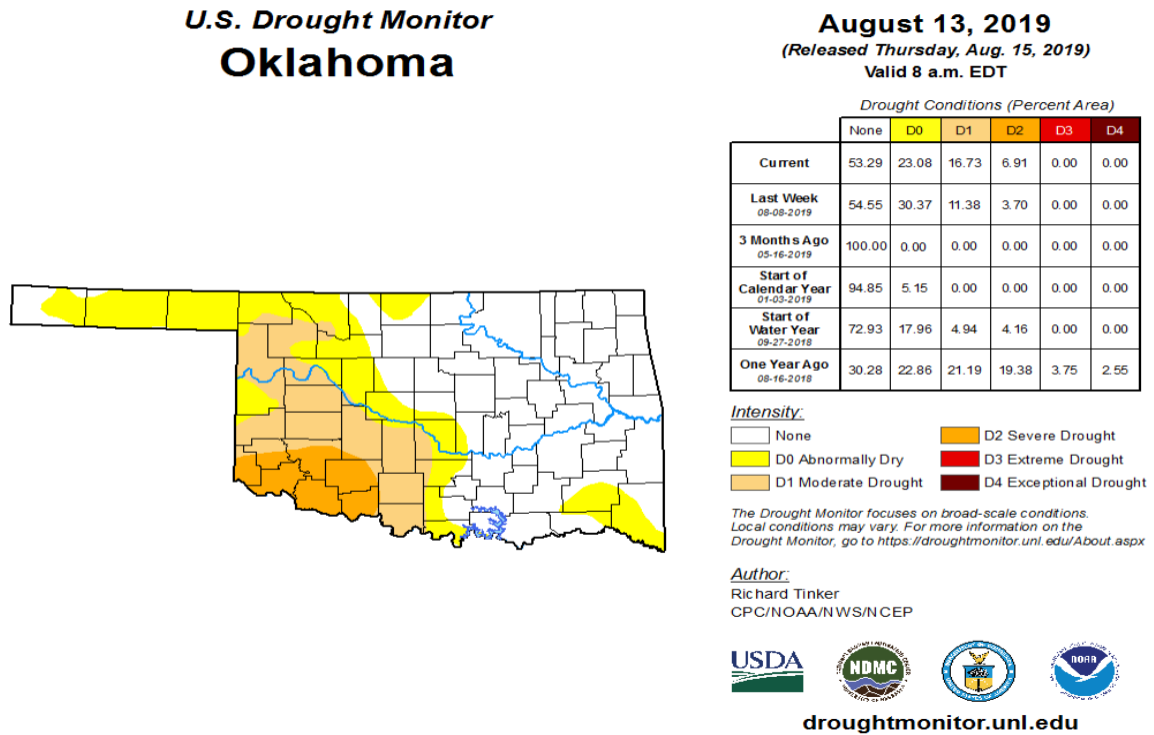 U.S. Drought Monitor
Oklahoma
August 13, 2019
(Released Thursday, Aug. 15, 2019)
Valid 8 a.m. EDT
Drought Conditions (Percent Area)
None D0 D1 D2 D3 D4
Current 53.29 23.08 16.73 6.91 0.00 0.00
Last Week 54.55 30.37 11.38 3.70 0.00 0.00
08-08-2019
3 Months Ago 100.00 0.00 0.00 0.00 0.00 0.00
05-16-2019
Start of
Calendar Year 94.85 5.15 0.00 0.00 0.00 0.00
01-03-2019
Start of
Water Year 72.93 17.96 4.94 4.16 0.00 0.00
09-27-2018
One Year Ago 30.28 22.86 21.19 19.38 3.75 2.55
08-16-2018
Intensity:
None
D0 Abnormally Dry
D1 Moderate Drought
D2 Severe Drought
D3 Extreme Drought
D4 Exceptional Drought
The Drought Monitor focuses on broad-scale conditions.
Local conditions may vary. For more information on the
Drought Monitor, go to https://droughtmonitor.unl.edu/About.aspx
Author:
Richard Tinker
CPC/NOAA/NWS/NCEP
USDA
NDMC
NOAA
droughtmonitor.unl.edu